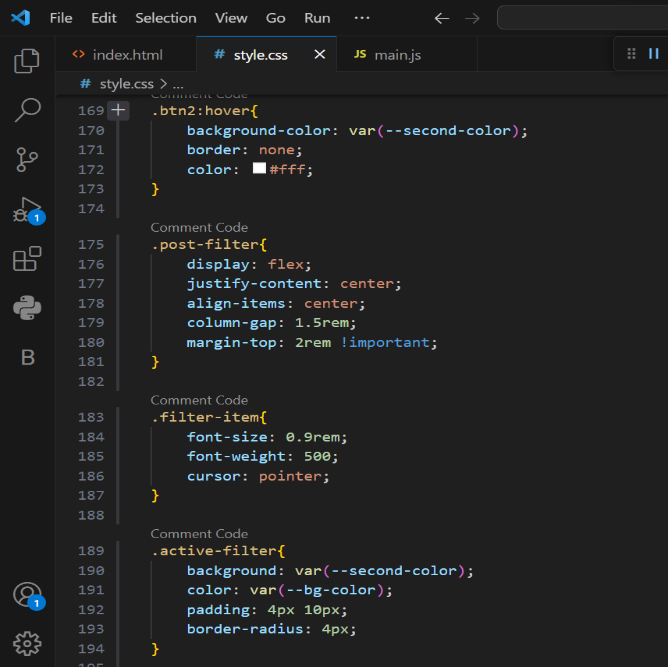 File Edit Selection View Go Run ···
index.html # style.css × JS main.js
# style.css > ...
Comment Code
169 .btn2:hover{
170 background-color: var(--second-color);
171 border: none;
172 color: #fff;
173 }
174
Comment Code
175 .post-filter{
176 display: flex;
177 justify-content: center;
178 align-items: center;
179 column-gap: 1.5rem;
180 margin-top: 2rem !important;
181 }
182
Comment Code
183 .filter-item{
184 font-size: 0.9rem;
185 font-weight: 500;
186 cursor: pointer;
187 }
188
Comment Code
189 .active-filter{
190 background: var(--second-color);
191 color: var(--bg-color);
192 padding: 4px 10px;
193 border-radius: 4px;
194 }
1
B
1